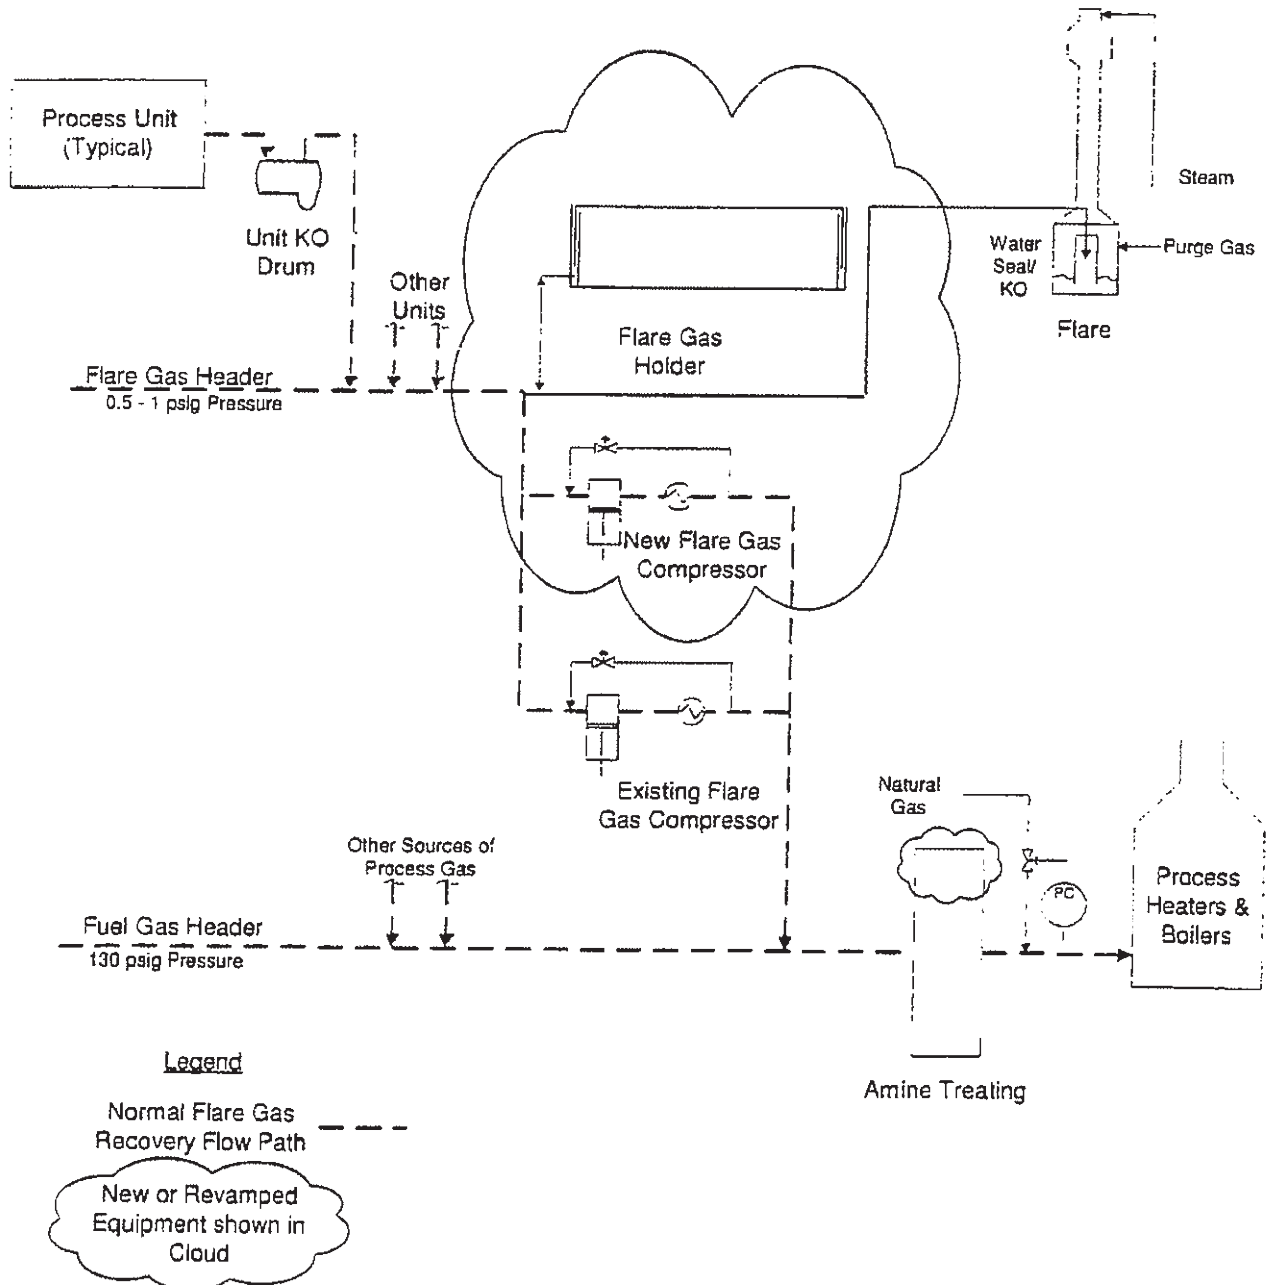 Process Unit
(Typical)
Unit KO
Drum
Other
Units
Flare Gas Header
0.5 - 1 psig Pressure
Flare Gas
Holder
Steam
Water
Seal/
KO
Purge Gas
Flare
New Flare Gas
Compressor
Existing Flare
Gas Compressor
Other Sources of
Process Gas
Fuel Gas Header
130 psig Pressure
Natural
Gas
PC
Process
Heaters &
Boilers
Amine Treating
Legend
Normal Flare Gas
Recovery Flow Path
New or Revamped
Equipment shown in
Cloud